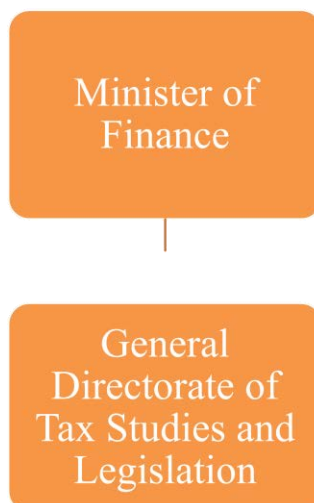 Minister of
Finance
General
Directorate of
Tax Studies and
Legislation